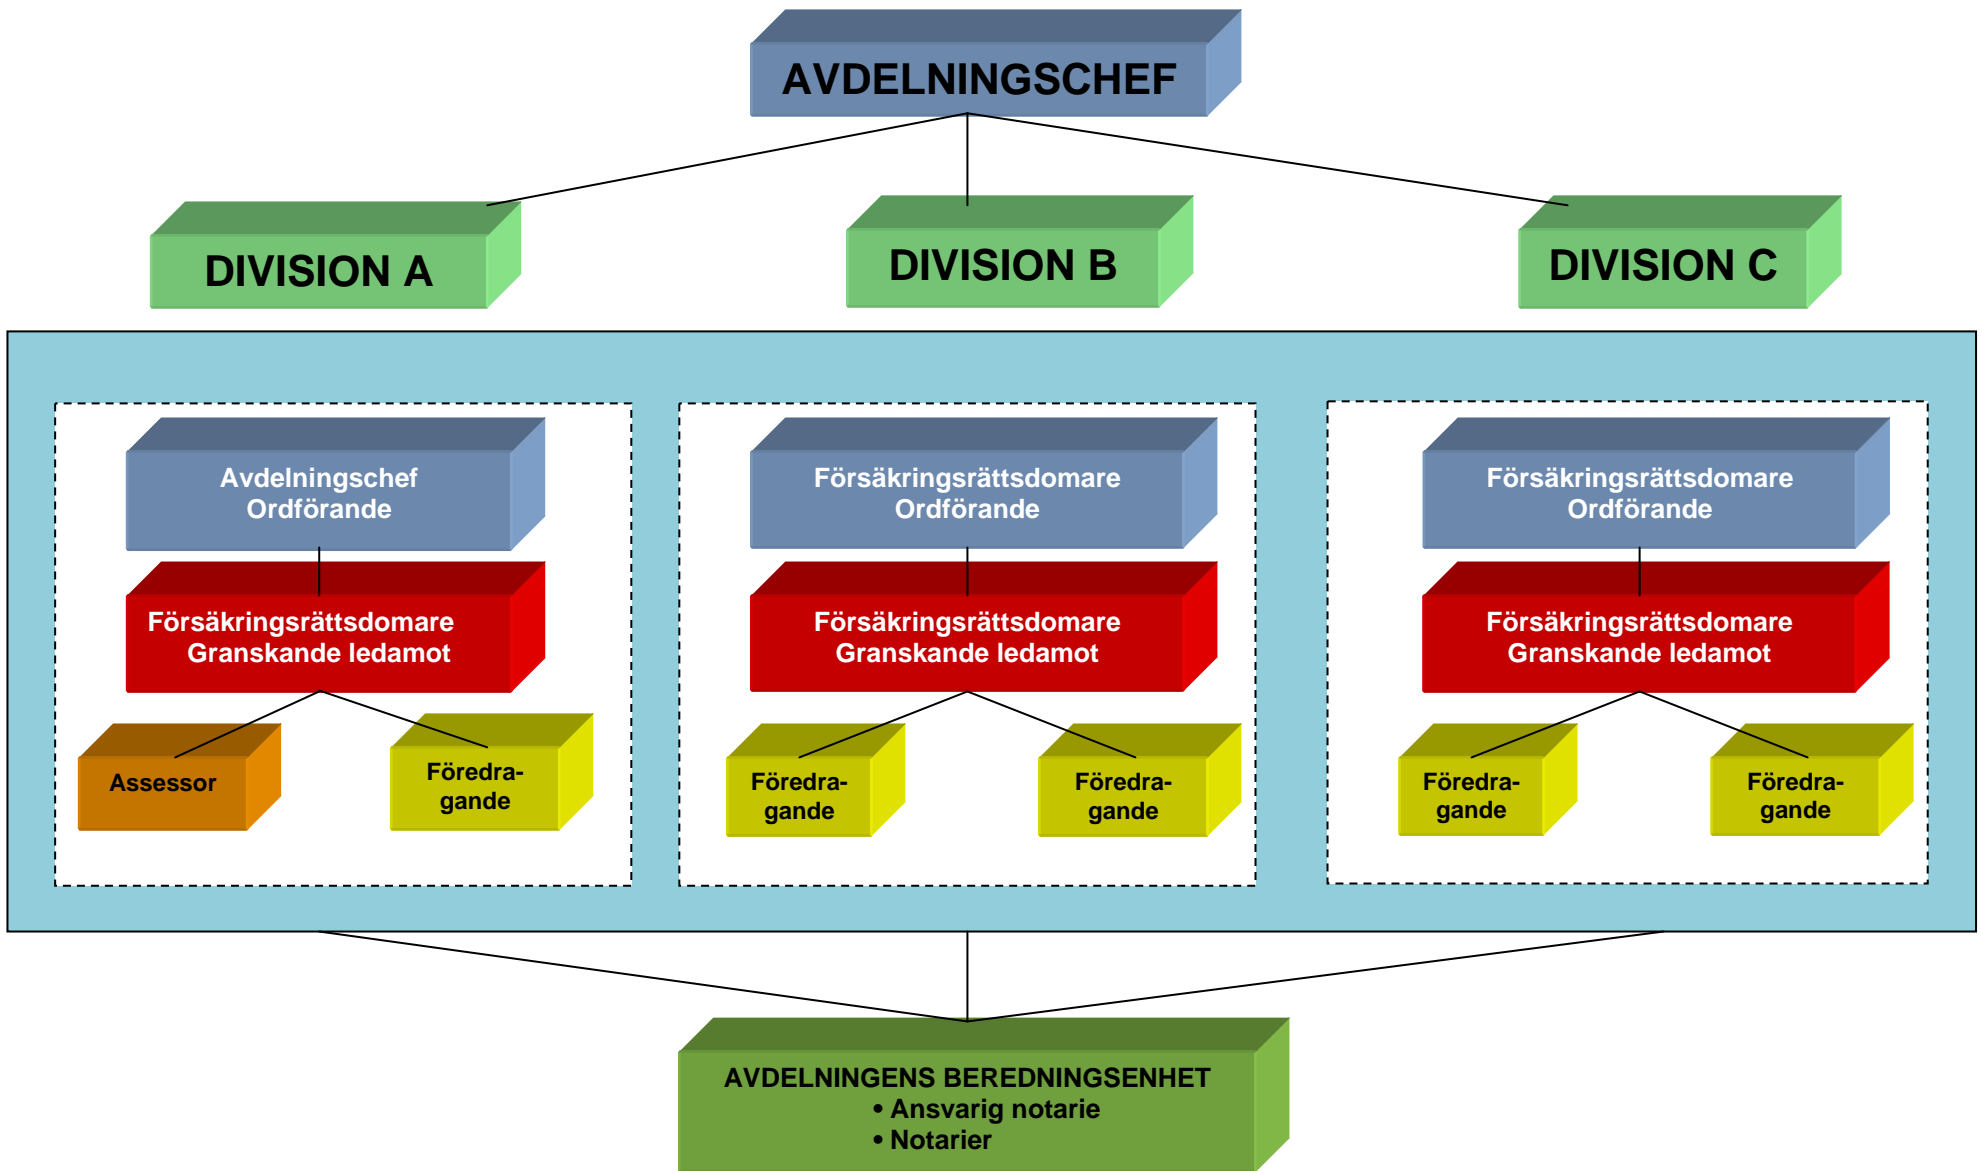 AVDELNINGSCHEF
DIVISION A
DIVISION B
DIVISION C
Avdelningschef
Ordförande
Försäkringsrättsdomare
Granskande ledamot
Assessor
Föredra-
gande
Försäkringsrättsdomare
Ordförande
Försäkringsrättsdomare
Granskande ledamot
Föredra-
gande
Föredra-
gande
Försäkringsrättsdomare
Ordförande
Försäkringsrättsdomare
Granskande ledamot
Föredra-
gande
Föredra-
gande
AVDELNINGENS BEREDNINGSENHET
• Ansvarig notarie
• Notarier